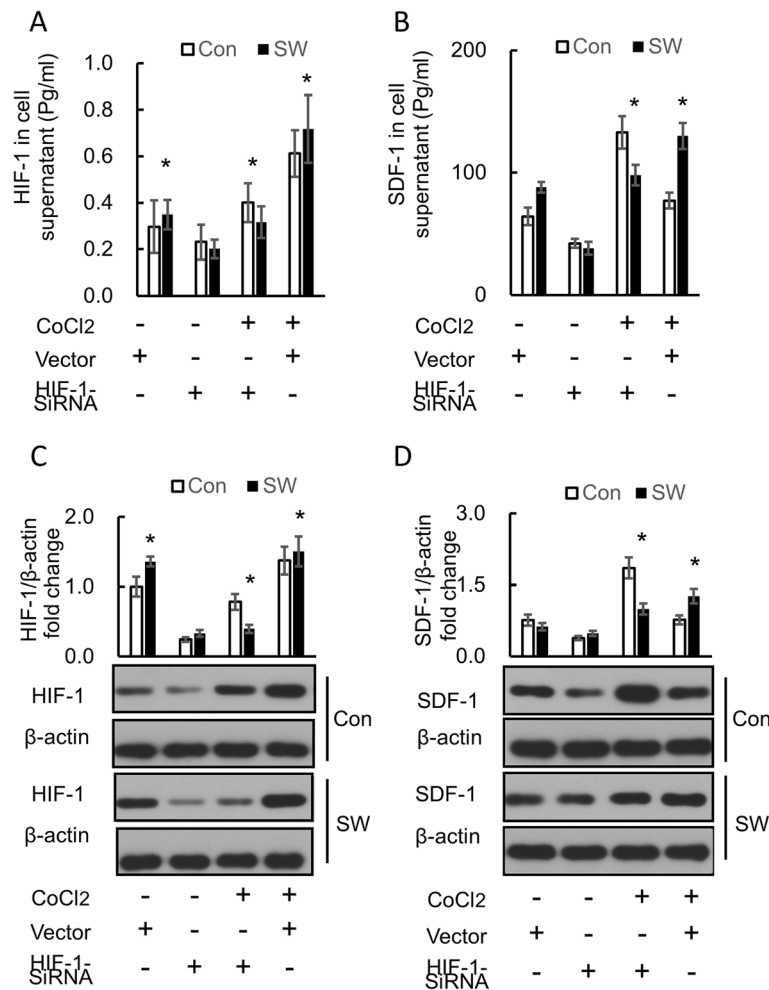 A
Con SW
HIF-1 in cell
supernatant (Pg/ml)
1.0
0.8
0.6
0.4
0.2
0.0
* * *
CoCl2 - - + +
Vector + - - +
HIF-1- - + + -
SiRNA
B
Con SW
SDF-1 in cell
supernatant (Pg/ml)
200
100
0
* *
CoCl2 - - + +
Vector + - - +
HIF-1- - + + -
SiRNA
C
Con SW
HIF-1/β-actin
fold change
2.0
1.0
0.0
* * *
HIF-1
β-actin
Con
HIF-1
β-actin
SW
CoCl2 - - + +
Vector + - - +
HIF-1- - + + -
SiRNA
D
Con SW
SDF-1/β-actin
fold change
3.0
1.5
0.0
* *
SDF-1
β-actin
Con
SDF-1
β-actin
SW
CoCl2 - - + +
Vector + - - +
HIF-1- - + + -
SiRNA